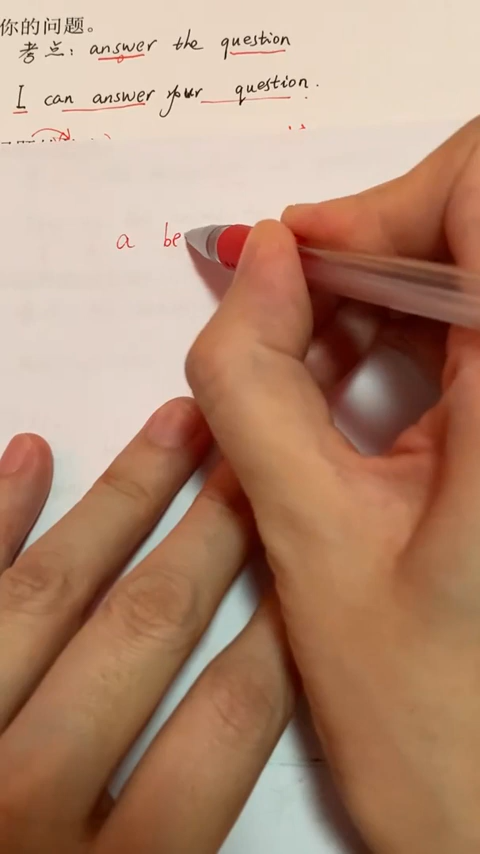 你的问题。
考点: answer the question
I can answer your question.
a be